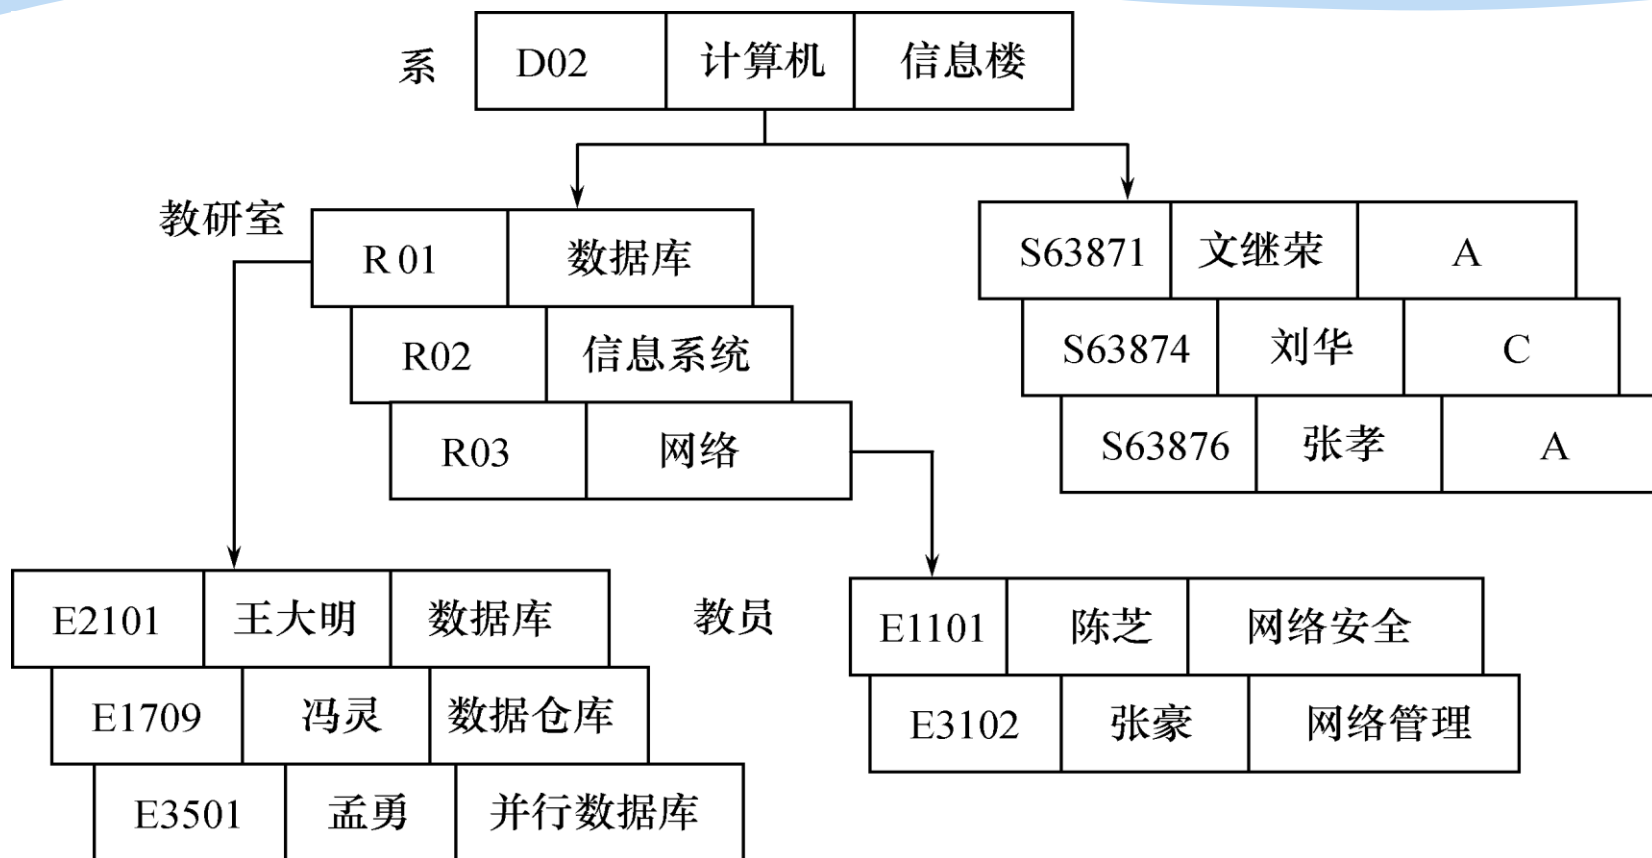 系 D02 计算机 信息楼
教研室 R 01 数据库
R02 信息系统
R03 网络
S63871 文继荣 A
S63874 刘华 C
S63876 张孝 A
E2101 王大明 数据库
E1709 冯灵 数据仓库
E3501 孟勇 并行数据库
教员
E1101 陈芝 网络安全
E3102 张豪 网络管理